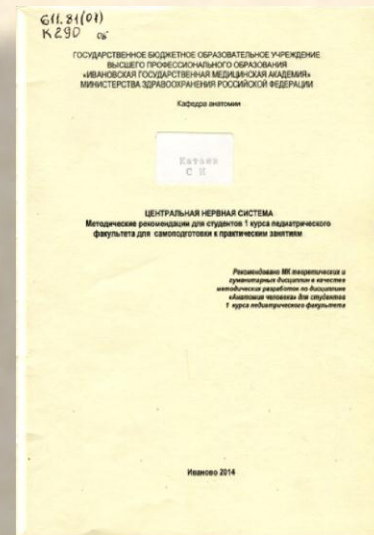 611.81(07)
К290
ГОСУДАРСТВЕННОЕ БЮДЖЕТНОЕ ОБРАЗОВАТЕЛЬНОЕ УЧРЕЖДЕНИЕ
ВЫСШЕГО ПРОФЕССИОНАЛЬНОГО ОБРАЗОВАНИЯ
«ИВАНОВСКАЯ ГОСУДАРСТВЕННАЯ МЕДИЦИНСКАЯ АКАДЕМИЯ»
МИНИСТЕРСТВА ЗДРАВООХРАНЕНИЯ РОССИЙСКОЙ ФЕДЕРАЦИИ
Кафедра анатомии
Катаев
С И
ЦЕНТРАЛЬНАЯ НЕРВНАЯ СИСТЕМА
Методические рекомендации для студентов 1 курса педиатрического
факультета для самоподготовки к практическим занятиям
Рекомендовано МК теоретических и
гуманитарных дисциплин в качестве
методических разработок по дисциплине
«Анатомия человека» для студентов
1 курса педиатрического факультета
Иваново 2014